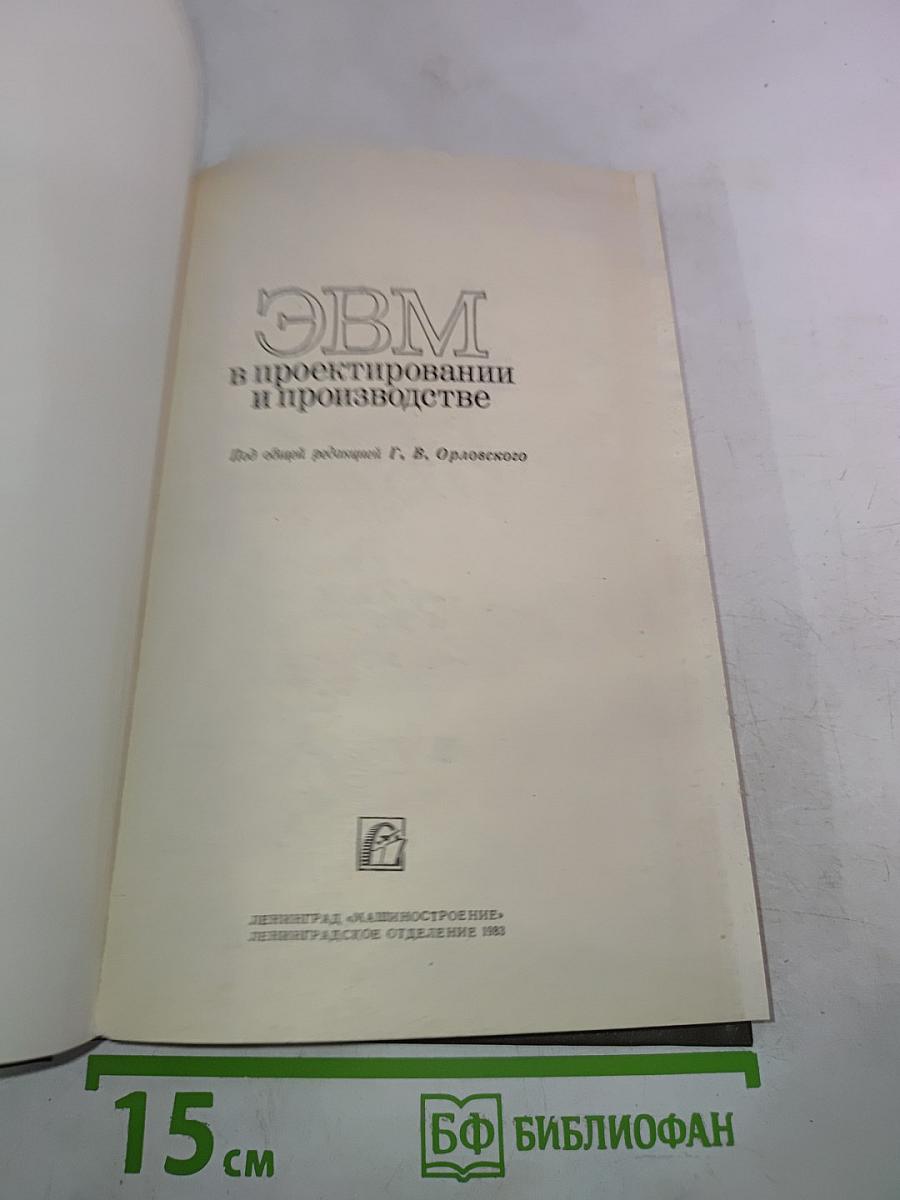 ЭВМ
в проектировании
и производстве
Под общей редакцией Г. В. Орловского
ЛЕНИНГРАД «МАШИНОСТРОЕНИЕ»
ЛЕНИНГРАДСКОЕ ОТДЕЛЕНИЕ 1983
15 см
БФ БИБЛИОФАН